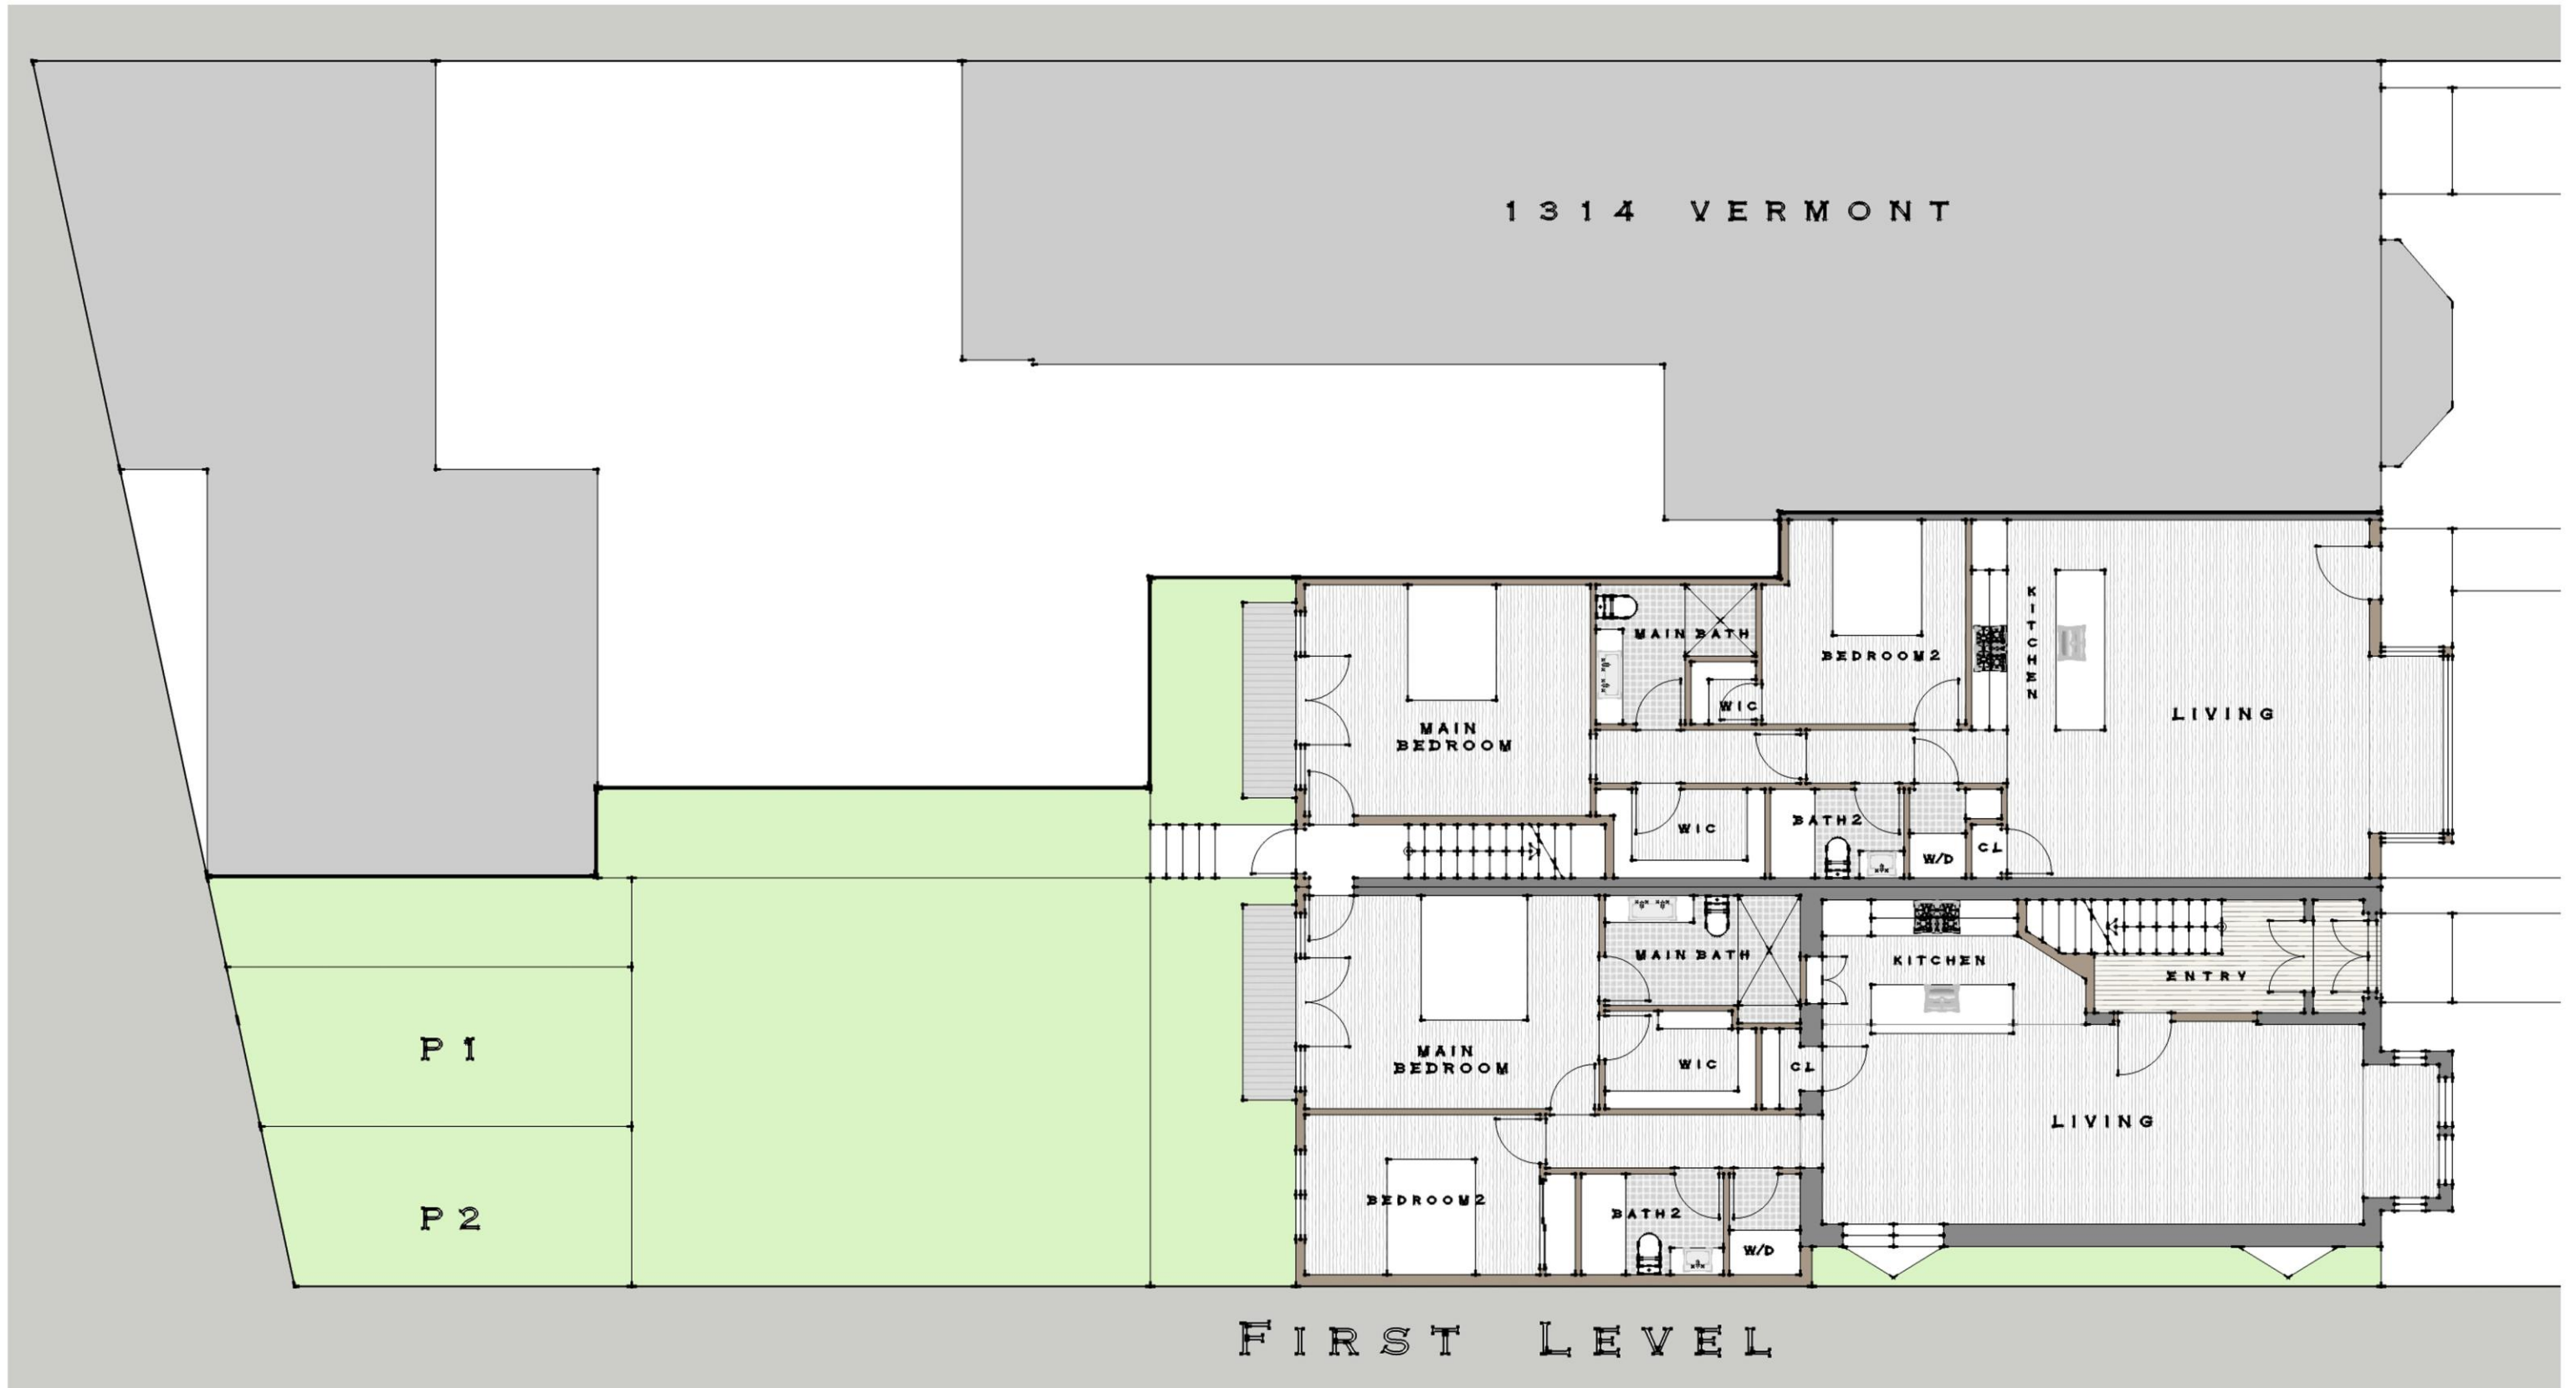 1314 VERMONT
MAIN BATH
BEDROOM2
KITCHEN
WIC
LIVING
MAIN
BEDROOM
WIC
BATH2
W/D
CL
MAIN BATH
KITCHEN
ENTRY
P1
MAIN
BEDROOM
WIC
CL
LIVING
P2
BEDROOM2
BATH2
W/D
FIRST LEVEL